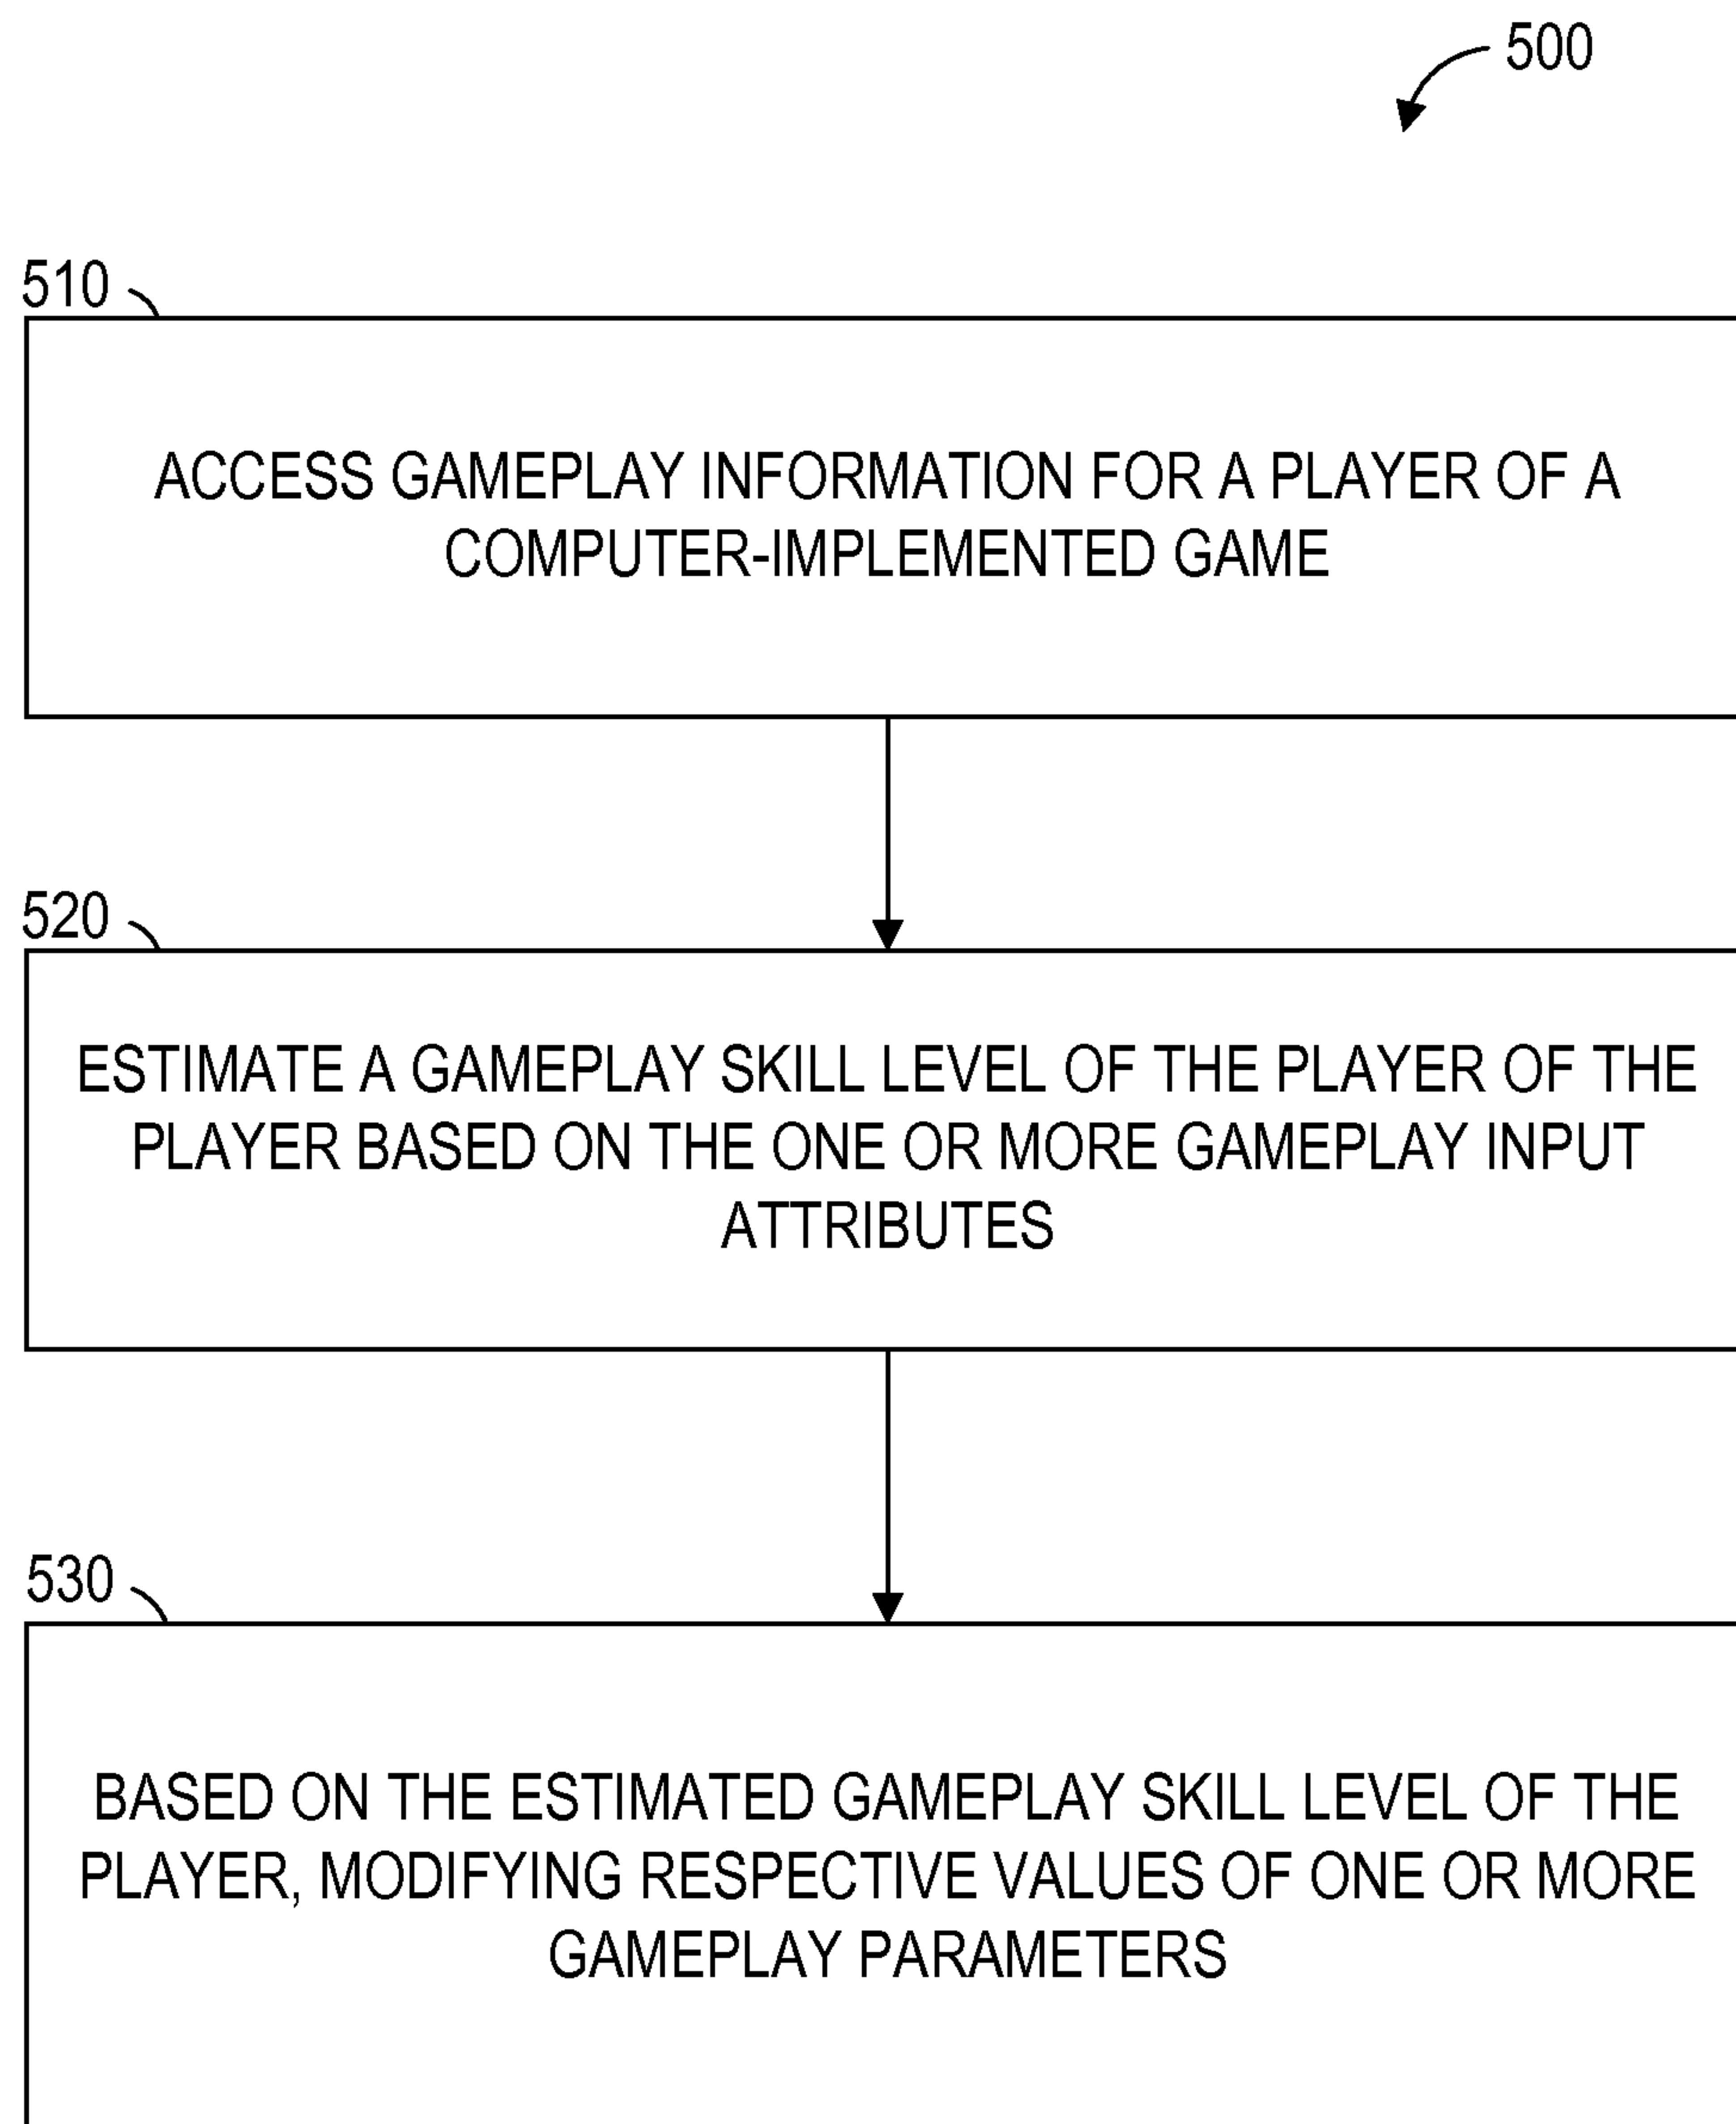 500
510
ACCESS GAMEPLAY INFORMATION FOR A PLAYER OF A
COMPUTER-IMPLEMENTED GAME
520
ESTIMATE A GAMEPLAY SKILL LEVEL OF THE PLAYER OF THE
PLAYER BASED ON THE ONE OR MORE GAMEPLAY INPUT
ATTRIBUTES
530
BASED ON THE ESTIMATED GAMEPLAY SKILL LEVEL OF THE
PLAYER, MODIFYING RESPECTIVE VALUES OF ONE OR MORE
GAMEPLAY PARAMETERS